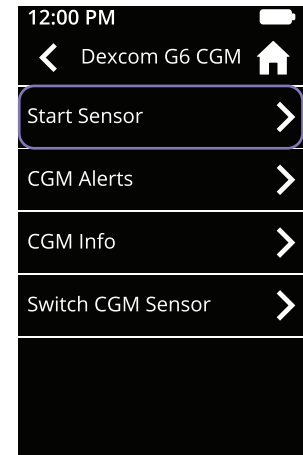 12:00 PM
Dexcom G6 CGM
Start Sensor
CGM Alerts
CGM Info
Switch CGM Sensor